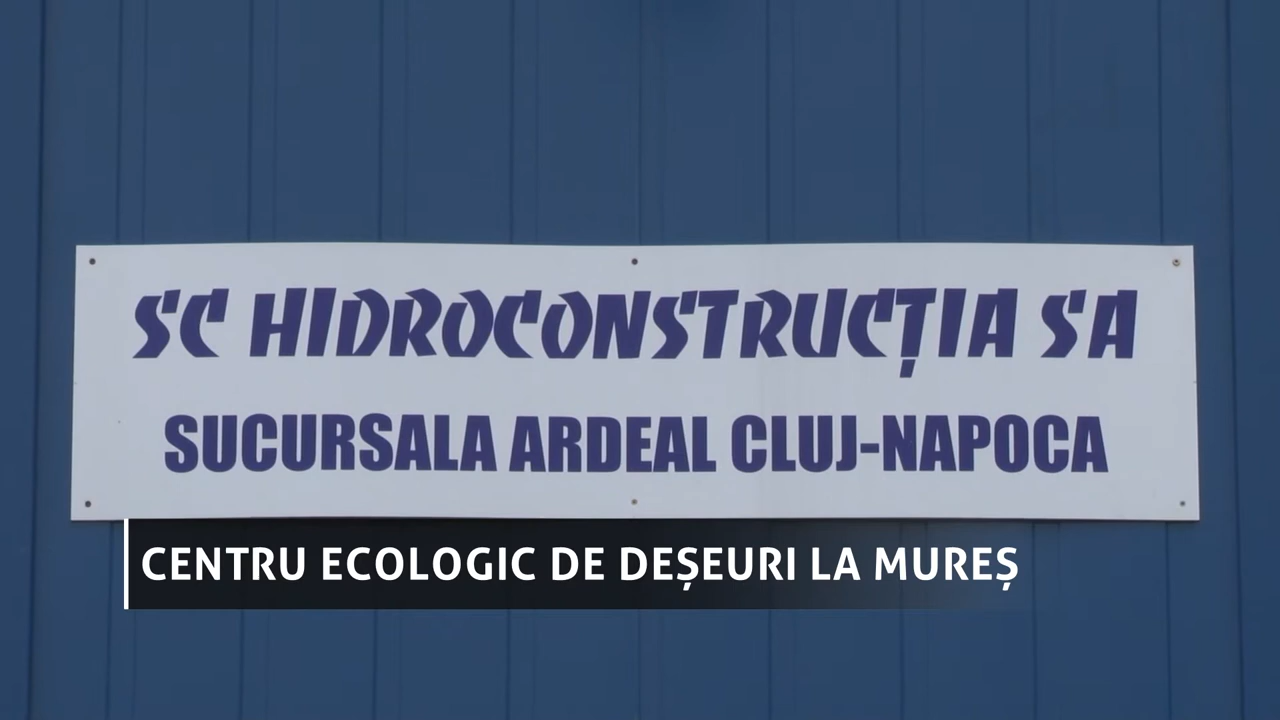 SC HIDROCONSTRUCȚIA SA
SUCURSALA ARDEAL CLUJ-NAPOCA
CENTRU ECOLOGIC DE DEȘEURI LA MUREȘ